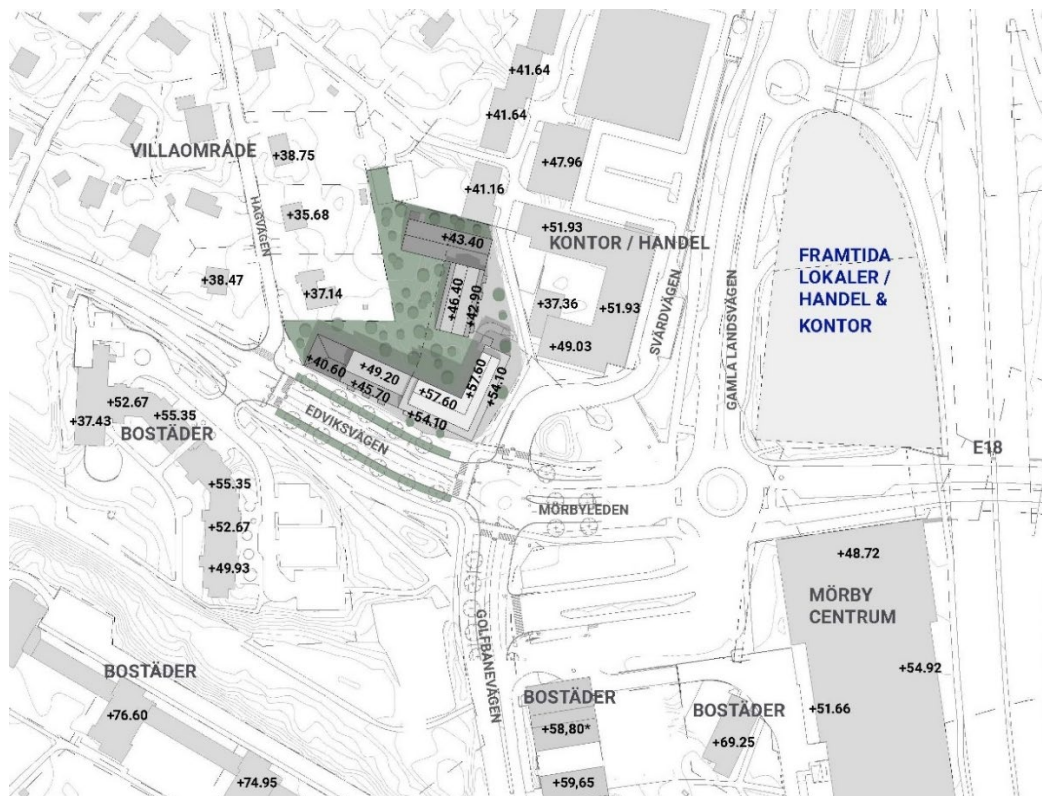 +41.64
+41.64
VILLAOMRÅDE
+38.75
+47.96
+41.16
HAGVÄGEN
+35.68
+51.93
+43.40
KONTOR / HANDEL
FRAMTIDA
LOKALER /
HANDEL &
KONTOR
+38.47
+37.14
+46.40
+42.90
+37.36
+51.93
SVÄRDVÄGEN
GAMLA LANDSVÄGEN
+49.03
+40.60
+49.20
+45.70
+57.60
+57.60
+54.10
+54.10
+52.67
+37.43
+55.35
BOSTÄDER
EDVIKSVÄGEN
E18
+55.35
MÖRBYLEDEN
+52.67
+49.93
+48.72
MÖRBY
CENTRUM
GOLFBANEVÄGEN
+54.92
BOSTÄDER
BOSTÄDER
BOSTÄDER
+51.66
+76.60
+58,80*
+69.25
+74.95
+59,65